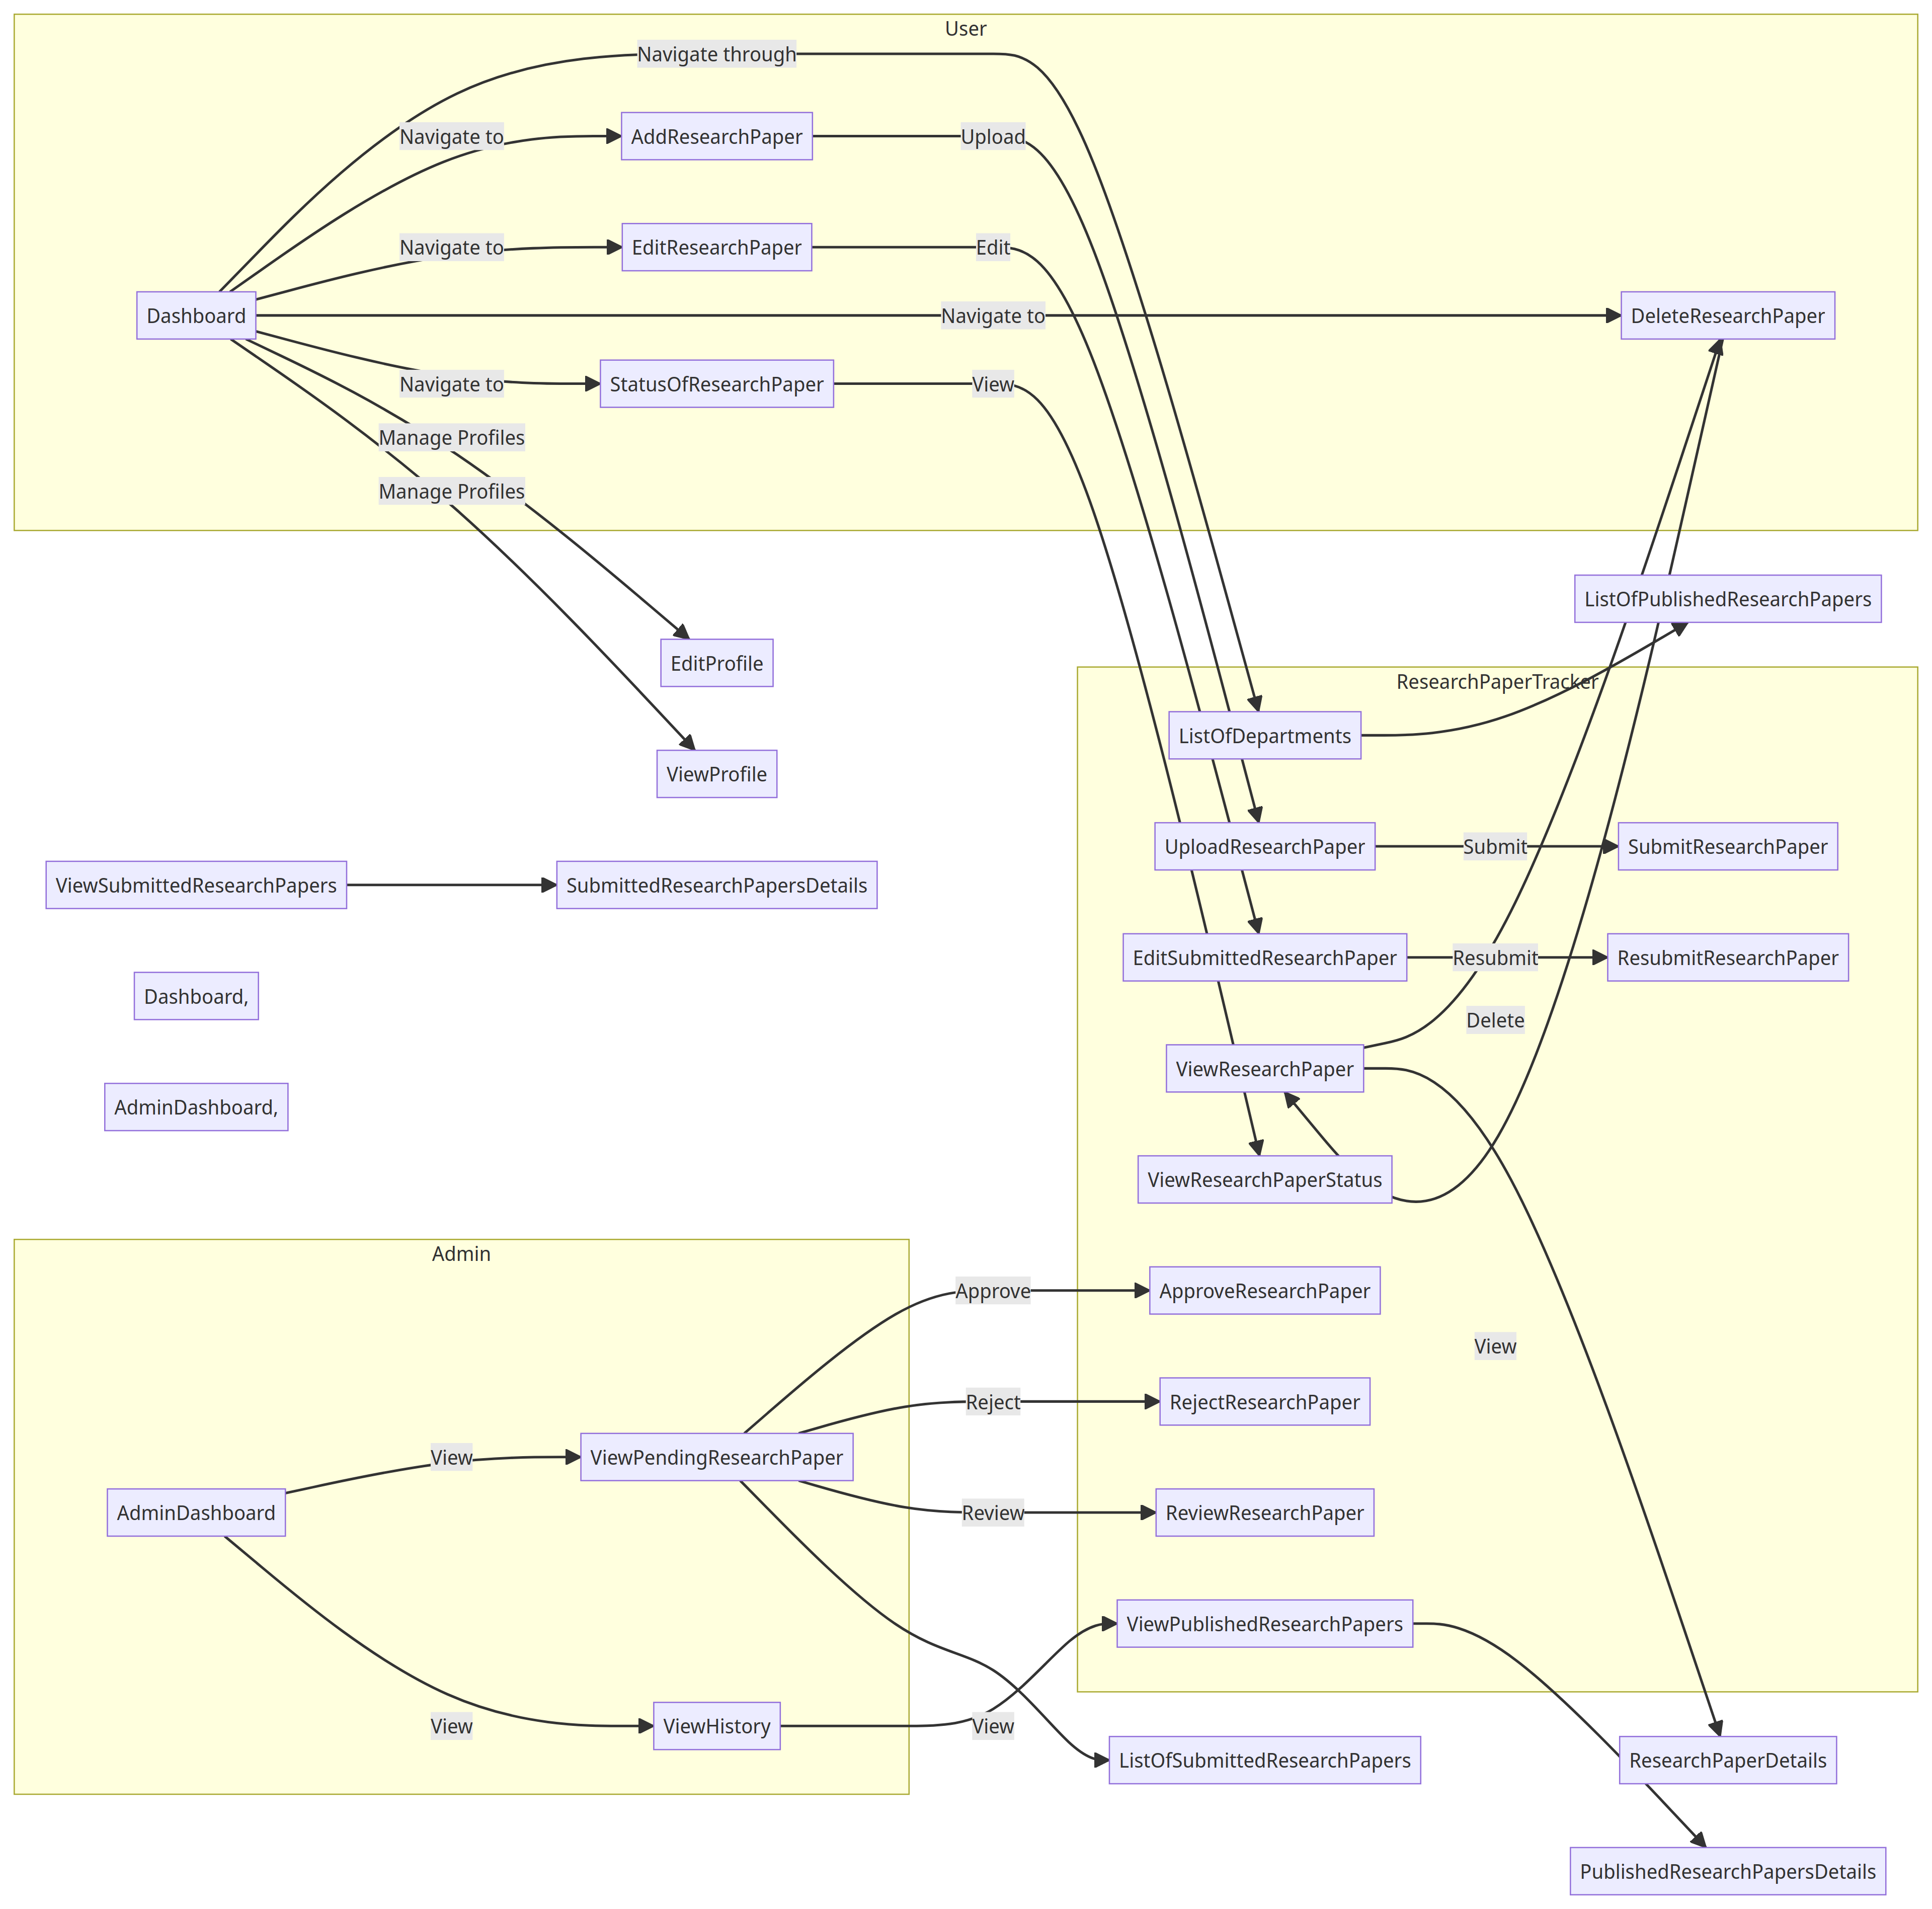 User
Navigate through
Navigate to
AddResearchPaper
Upload
Navigate to
EditResearchPaper
Edit
Dashboard
Navigate to
DeleteResearchPaper
Navigate to
StatusOfResearchPaper
View
Manage Profiles
Manage Profiles
ListOfPublishedResearchPapers
EditProfile
ResearchPaperTracker
ListOfDepartments
ViewProfile
UploadResearchPaper
Submit
SubmitResearchPaper
ViewSubmittedResearchPapers
SubmittedResearchPapersDetails
EditSubmittedResearchPaper
Resubmit
ResubmitResearchPaper
Dashboard,
Delete
ViewResearchPaper
AdminDashboard,
ViewResearchPaperStatus
Admin
Approve
ApproveResearchPaper
View
Reject
RejectResearchPaper
View
ViewPendingResearchPaper
AdminDashboard
Review
ReviewResearchPaper
ViewPublishedResearchPapers
View
ViewHistory
View
ListOfSubmittedResearchPapers
ResearchPaperDetails
PublishedResearchPapersDetails